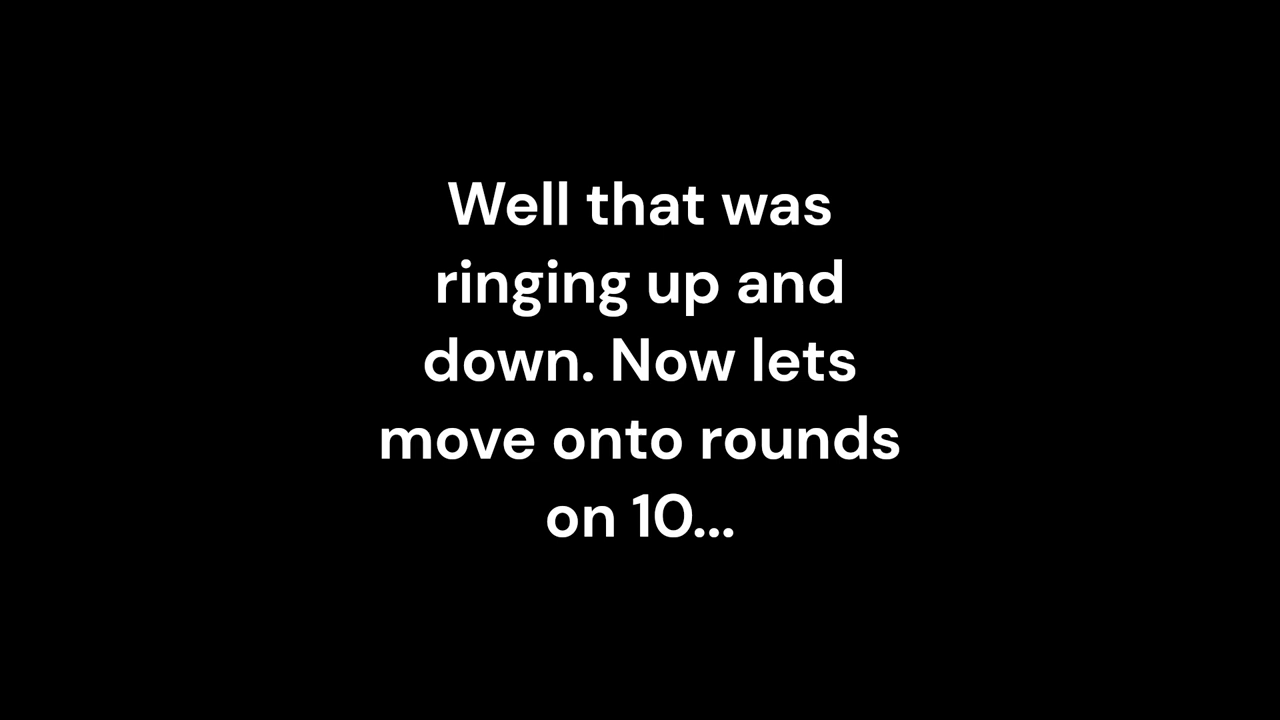 Well that was
ringing up and
down. Now lets
move onto rounds
on 10...